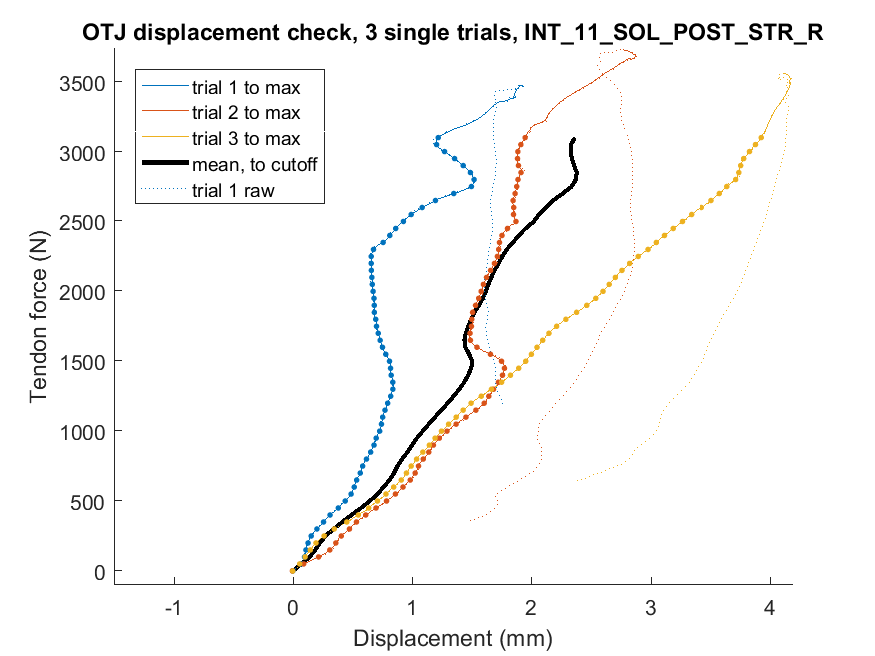 OTJ displacement check, 3 single trials, INT_11_SOL_POST_STR_R
3500
3000
2500
2000
1500
1000
500
0
Tendon force (N)
trial 1 to max
trial 2 to max
trial 3 to max
mean, to cutoff
trial 1 raw
-1
0
1
2
3
4
Displacement (mm)